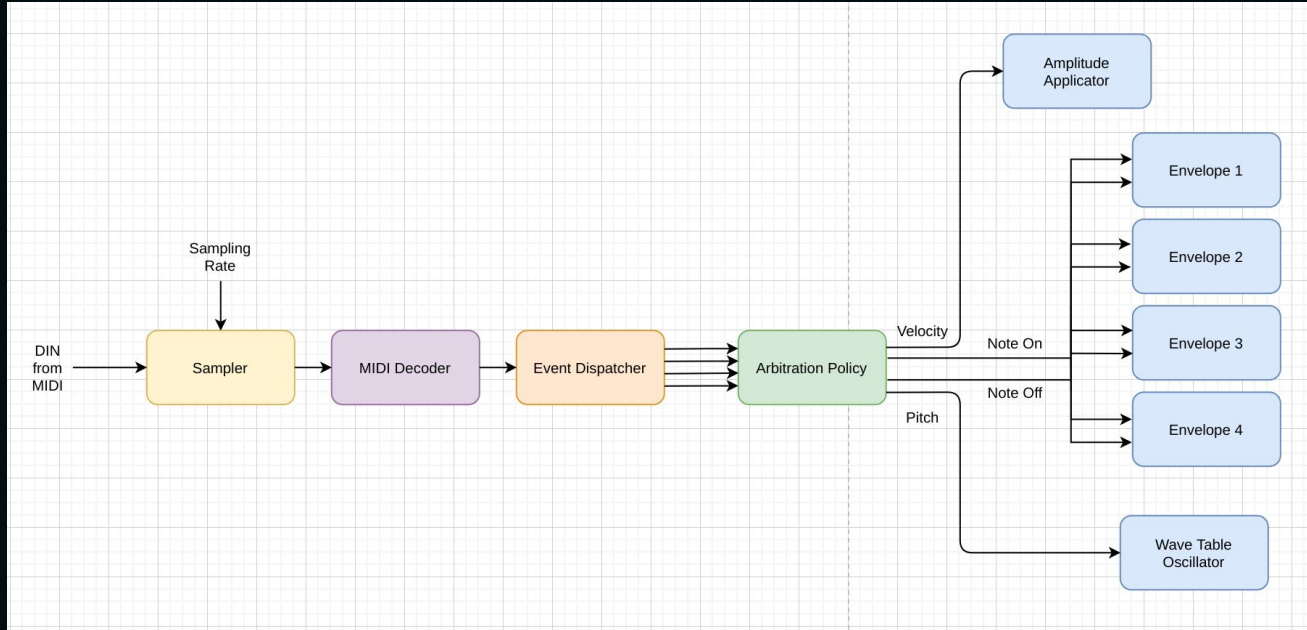 Amplitude
Applicator
Envelope 1
Envelope 2
Sampling
Rate
Envelope 3
Velocity
Note On
DIN
from
MIDI
Sampler
MIDI Decoder
Event Dispatcher
Arbitration Policy
Note Off
Pitch
Envelope 4
Wave Table
Oscillator